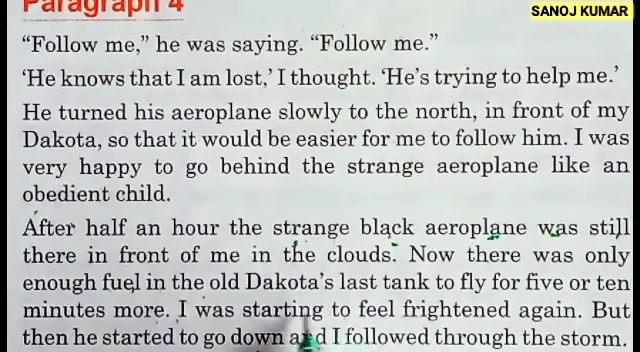 Paragraph 4
SANOJ KUMAR
“Follow me,” he was saying. “Follow me.”
‘He knows that I am lost,’ I thought. ‘He’s trying to help me.’
He turned his aeroplane slowly to the north, in front of my
Dakota, so that it would be easier for me to follow him. I was
very happy to go behind the strange aeroplane like an
obedient child.
After half an hour the strange black aeroplane was still
there in front of me in the clouds. Now there was only
enough fuel in the old Dakota’s last tank to fly for five or ten
minutes more. I was starting to feel frightened again. But
then he started to go down and I followed through the storm.